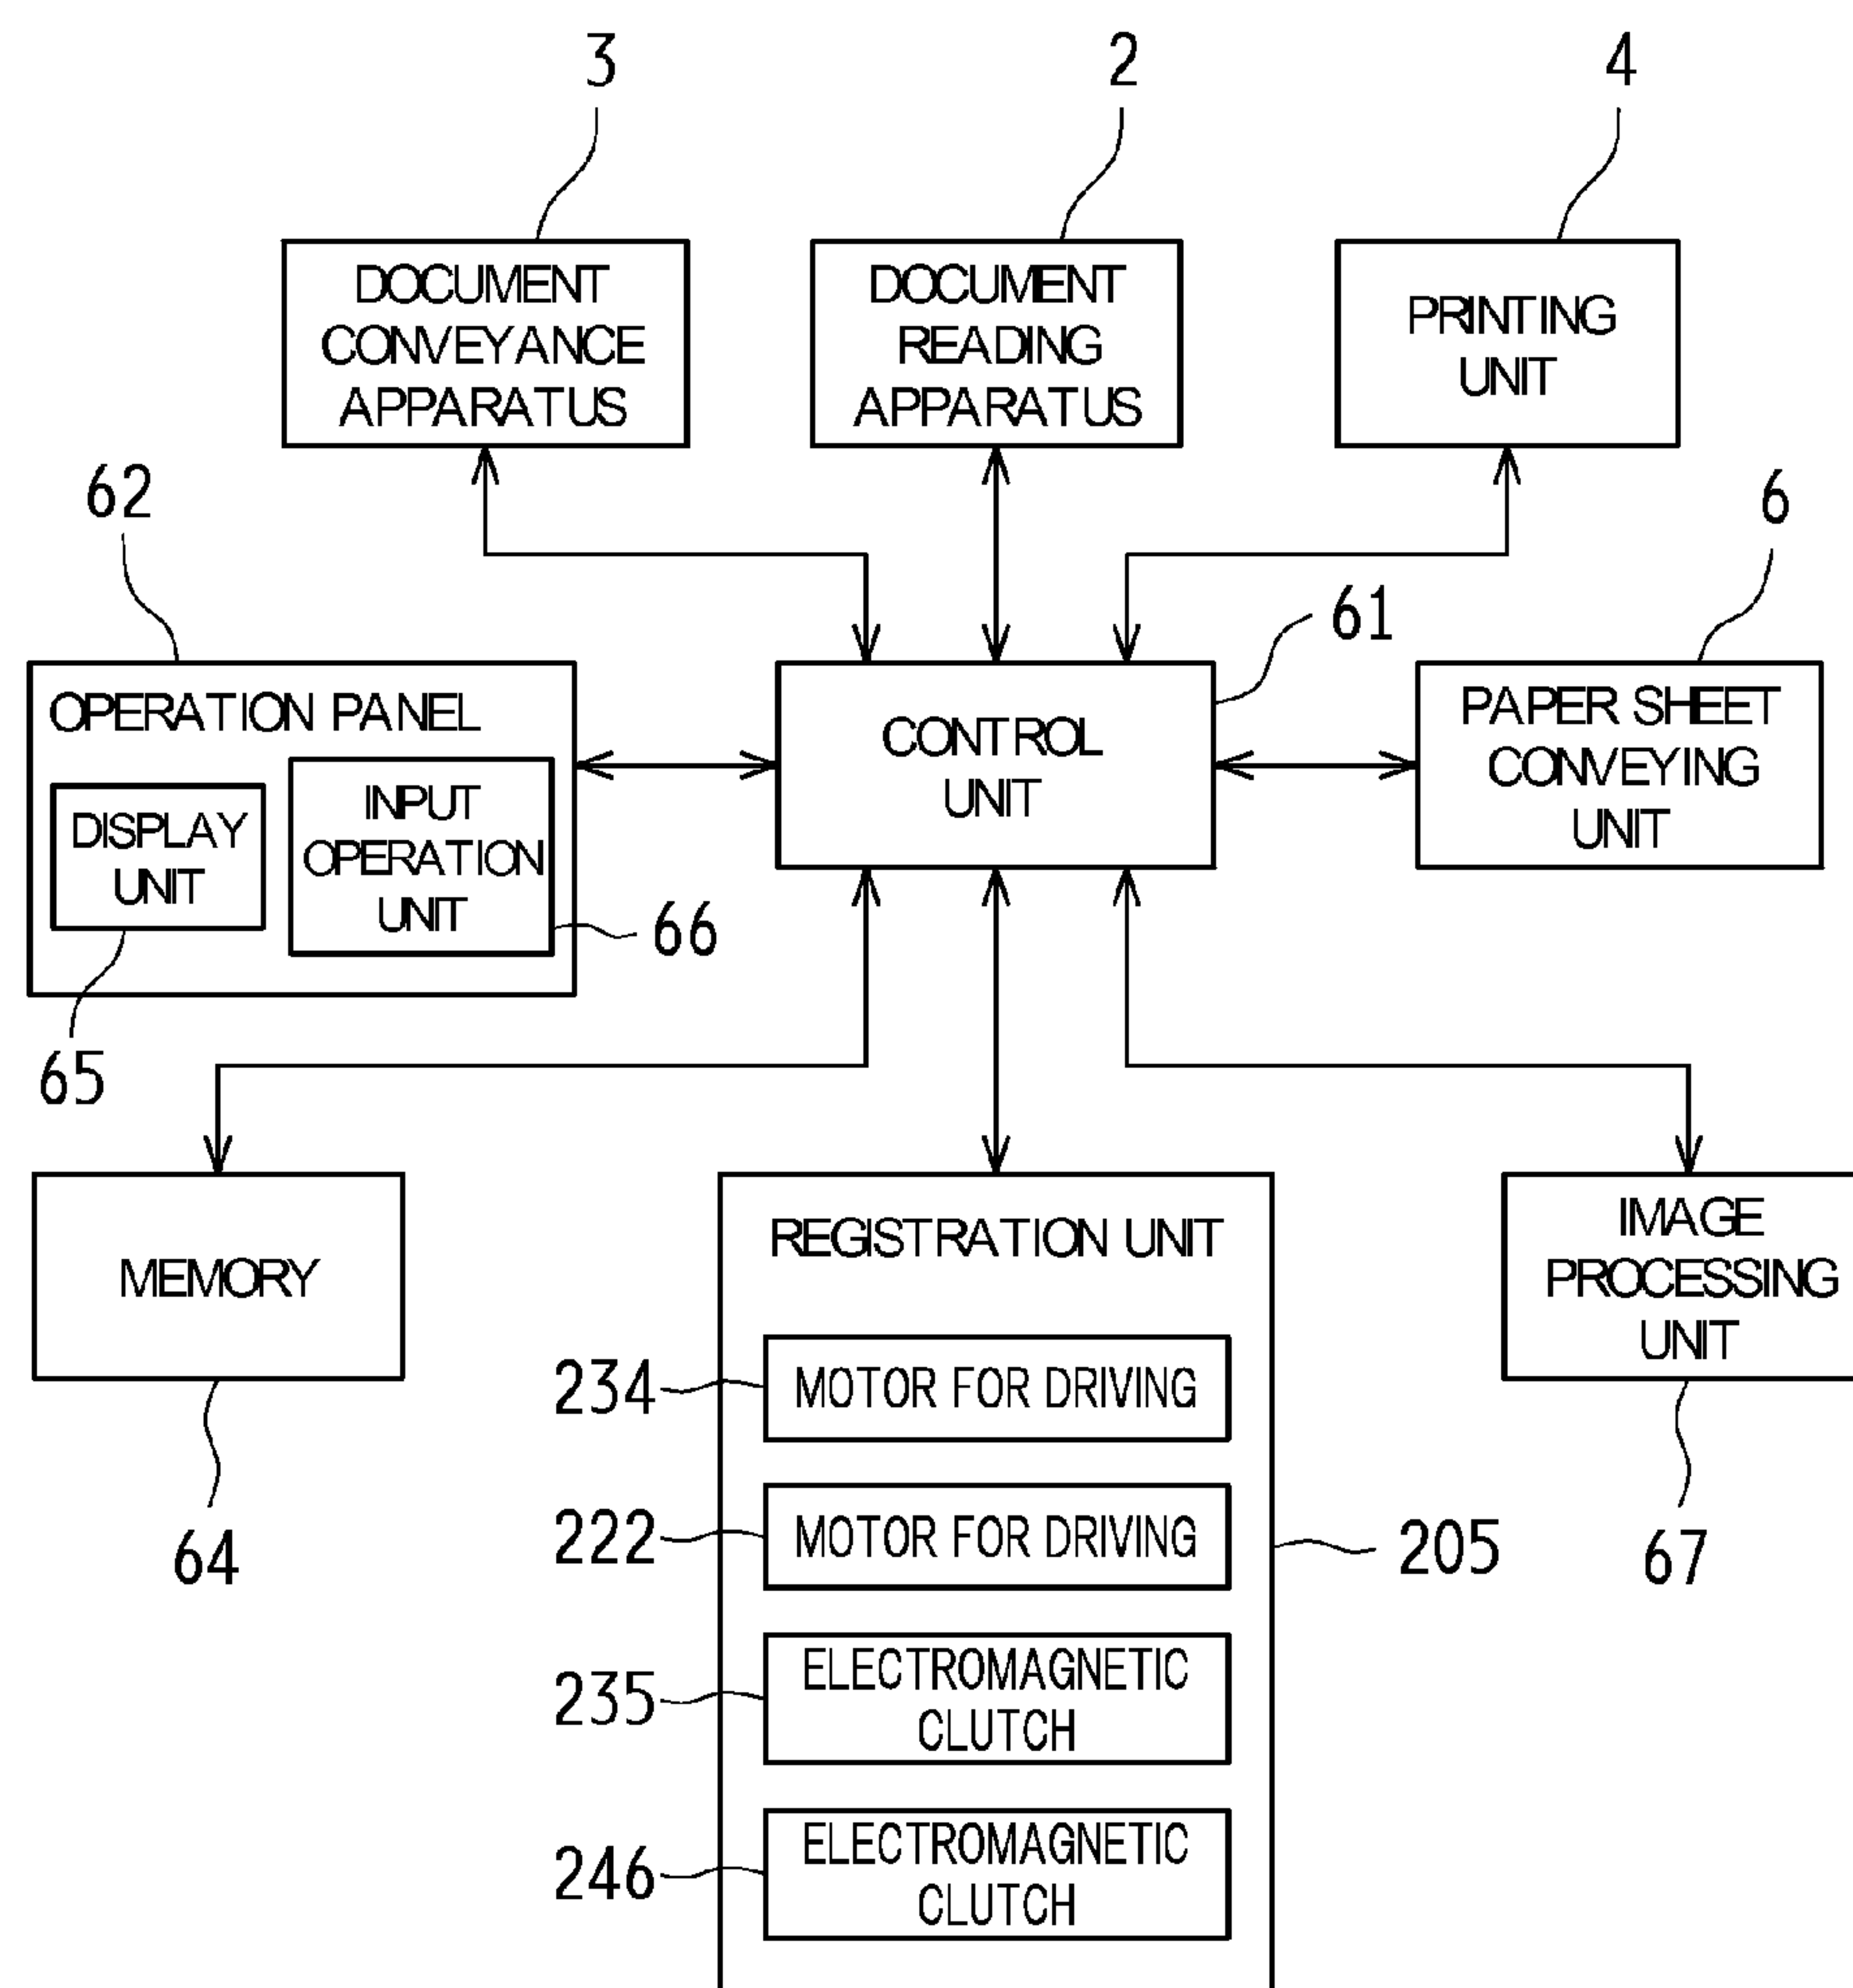 3
2
4
DOCUMENT
CONVEYANCE
APPARATUS
DOCUMENT
READING
APPARATUS
PRINTING
UNIT
62
6
61
OPERATION PANEL
DISPLAY
UNIT
INPUT
OPERATION
UNIT
66
65
CONTROL
UNIT
PAPER SHEET
CONVEYING
UNIT
MEMORY
64
REGISTRATION UNIT
234
MOTOR FOR DRIVING
222
MOTOR FOR DRIVING
205
235
ELECTROMAGNETIC
CLUTCH
246
ELECTROMAGNETIC
CLUTCH
IMAGE
PROCESSING
UNIT
67